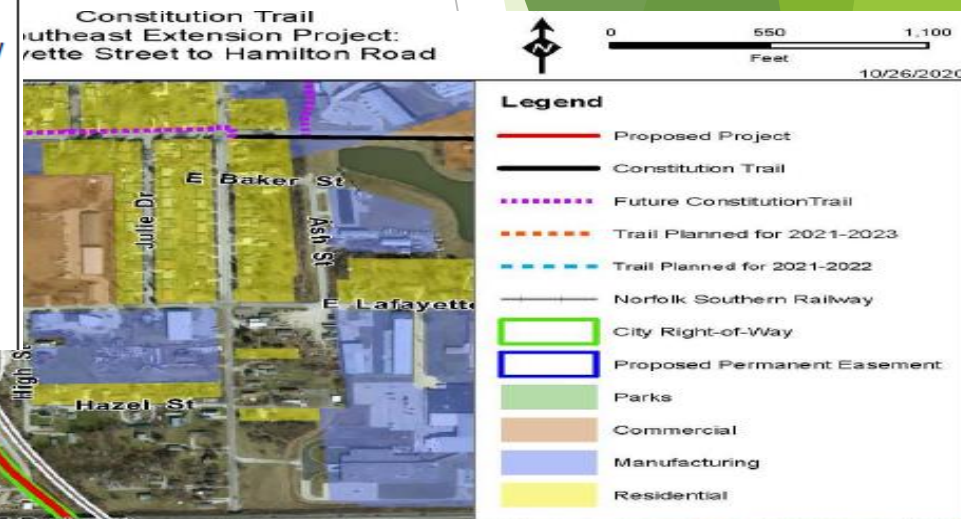 Constitution Trail
outheast Extension Project:
yette Street to Hamilton Road
N
0 550 1,100
Feet
10/26/2020
Legend
Proposed Project
Constitution Trail
Future ConstitutionTrail
Trail Planned for 2021-2023
Trail Planned for 2021-2022
Norfolk Southern Railway
City Right-of-Way
Proposed Permanent Easement
Parks
Commercial
Manufacturing
Residential
E Baker St
Julie Dr
Ash St
E Lafayette
High St
Hazel St